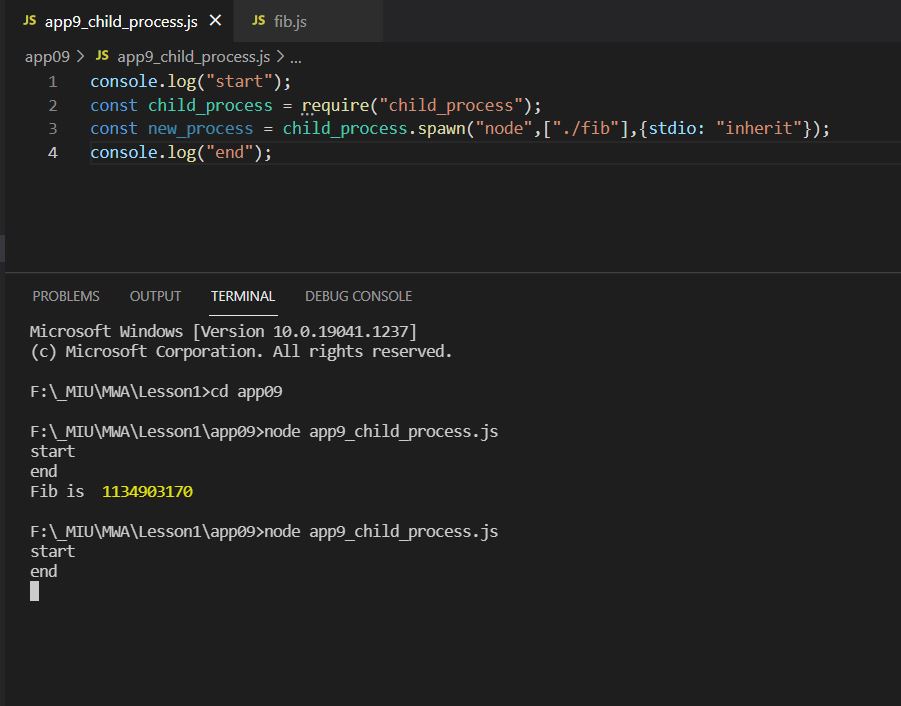 JS app9_child_process.js × JS fib.js
app09 > JS app9_child_process.js > ...
1 console.log("start");
2 const child_process = require("child_process");
3 const new_process = child_process.spawn("node",["./fib"],{stdio: "inherit"});
4 console.log("end");
PROBLEMS OUTPUT TERMINAL DEBUG CONSOLE
Microsoft Windows [Version 10.0.19041.1237]
(c) Microsoft Corporation. All rights reserved.
F:\_MIU\MWA\Lesson1>cd app09
F:\_MIU\MWA\Lesson1\app09>node app9_child_process.js
start
end
Fib is  1134903170
F:\_MIU\MWA\Lesson1\app09>node app9_child_process.js
start
end